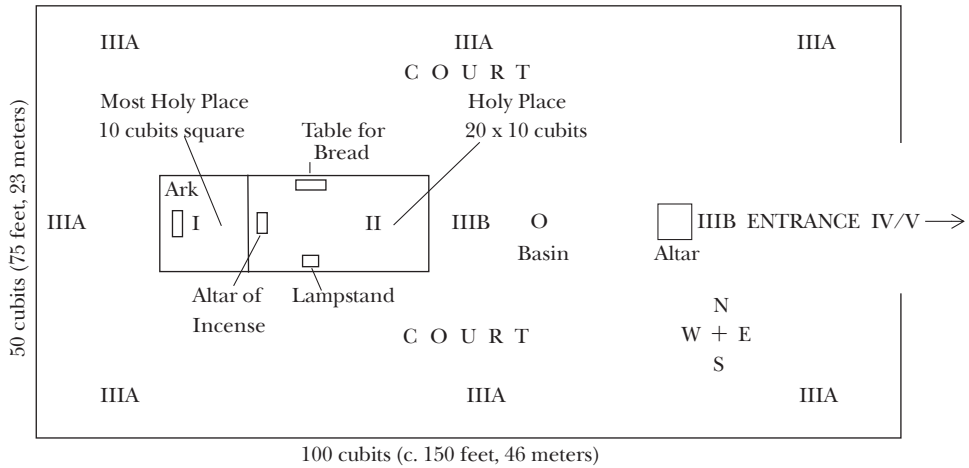 IIIA IIIA IIIA
C O U R T
Most Holy Place
10 cubits square
Holy Place
20 x 10 cubits
Table for
Bread
50 cubits (75 feet, 23 meters)
Ark
IIIA I II IIIB O IIIB ENTRANCE IV/V
Basin
Altar
Altar of
Incense
Lampstand
N
C O U R T
W + E
S
IIIA IIIA IIIA
100 cubits (c. 150 feet, 46 meters)